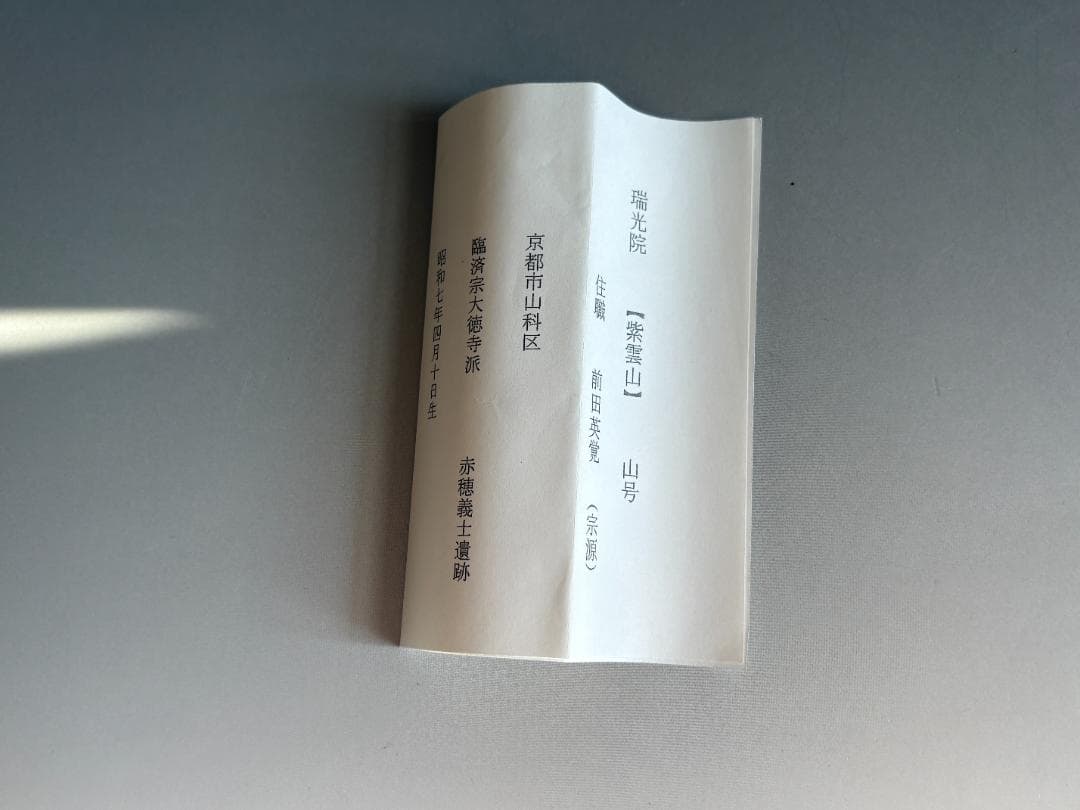 瑞光院 【紫雲山】 山号
住職 前田英覚 (宗源)
京都市山科区
臨済宗大徳寺派 赤穂義士遺跡
昭和七年四月十日生